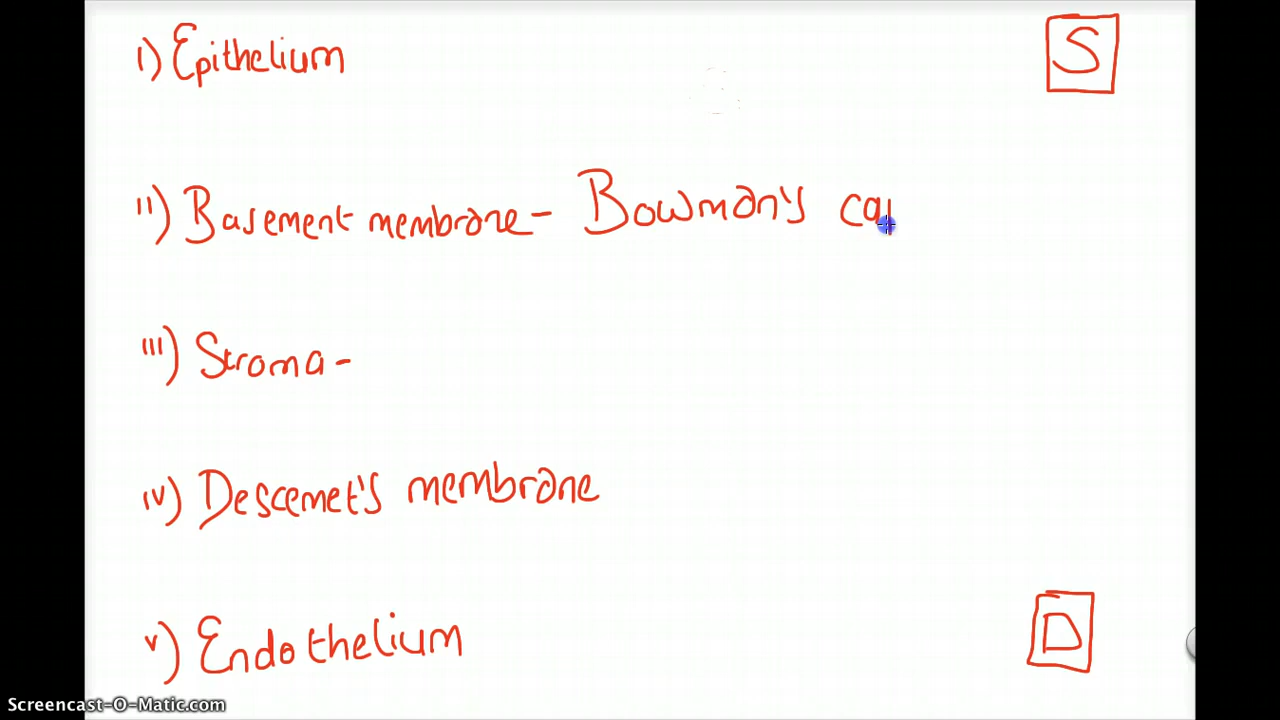 i) Epithelium
S
ii) Basement membrane - Bowman's ca
iii) Stroma -
iv) Descemet's membrane
v) Endothelium
D
Screencast-O-Matic.com